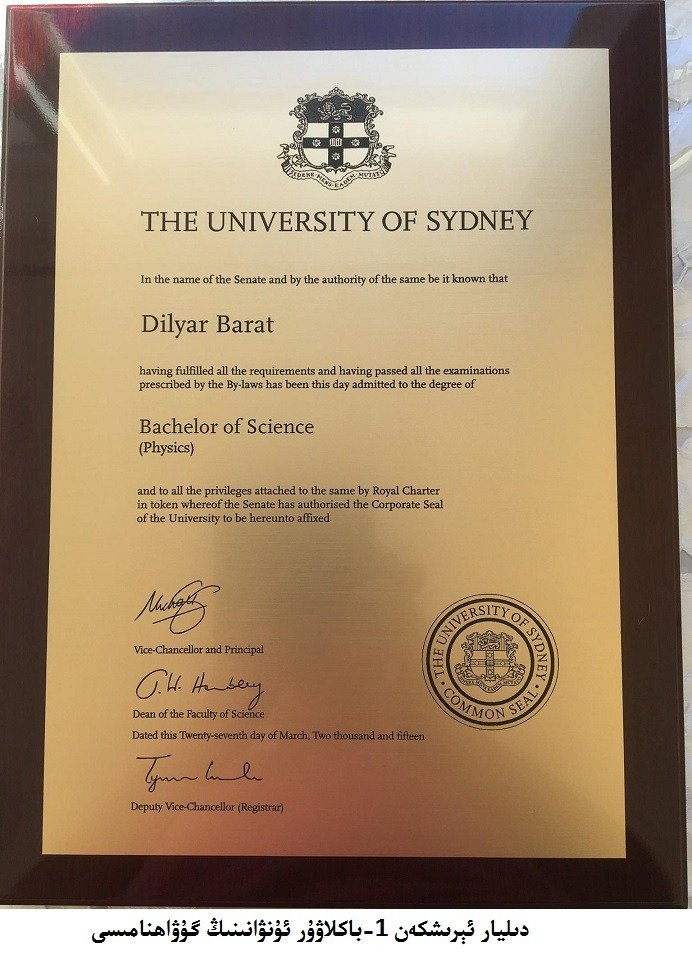 SIDERE MENS EADEM MUTATO
THE UNIVERSITY OF SYDNEY
In the name of the Senate and by the authority of the same be it known that
Dilyar Barat
having fulfilled all the requirements and having passed all the examinations
prescribed by the By-laws has been this day admitted to the degree of
Bachelor of Science
(Physics)
and to all the privileges attached to the same by Royal Charter
in token whereof the Senate has authorised the Corporate Seal
of the University to be hereunto affixed
Vice-Chancellor and Principal
Dean of the Faculty of Science
Dated this Twenty-seventh day of March, Two thousand and fifteen
Deputy Vice-Chancellor (Registrar)
THE UNIVERSITY OF SYDNEY
· COMMON SEAL ·
دىليار ئېرىشكەن 1-باكلاۋۇر ئۇنۋانىنىڭ گۇۋاھنامىسى